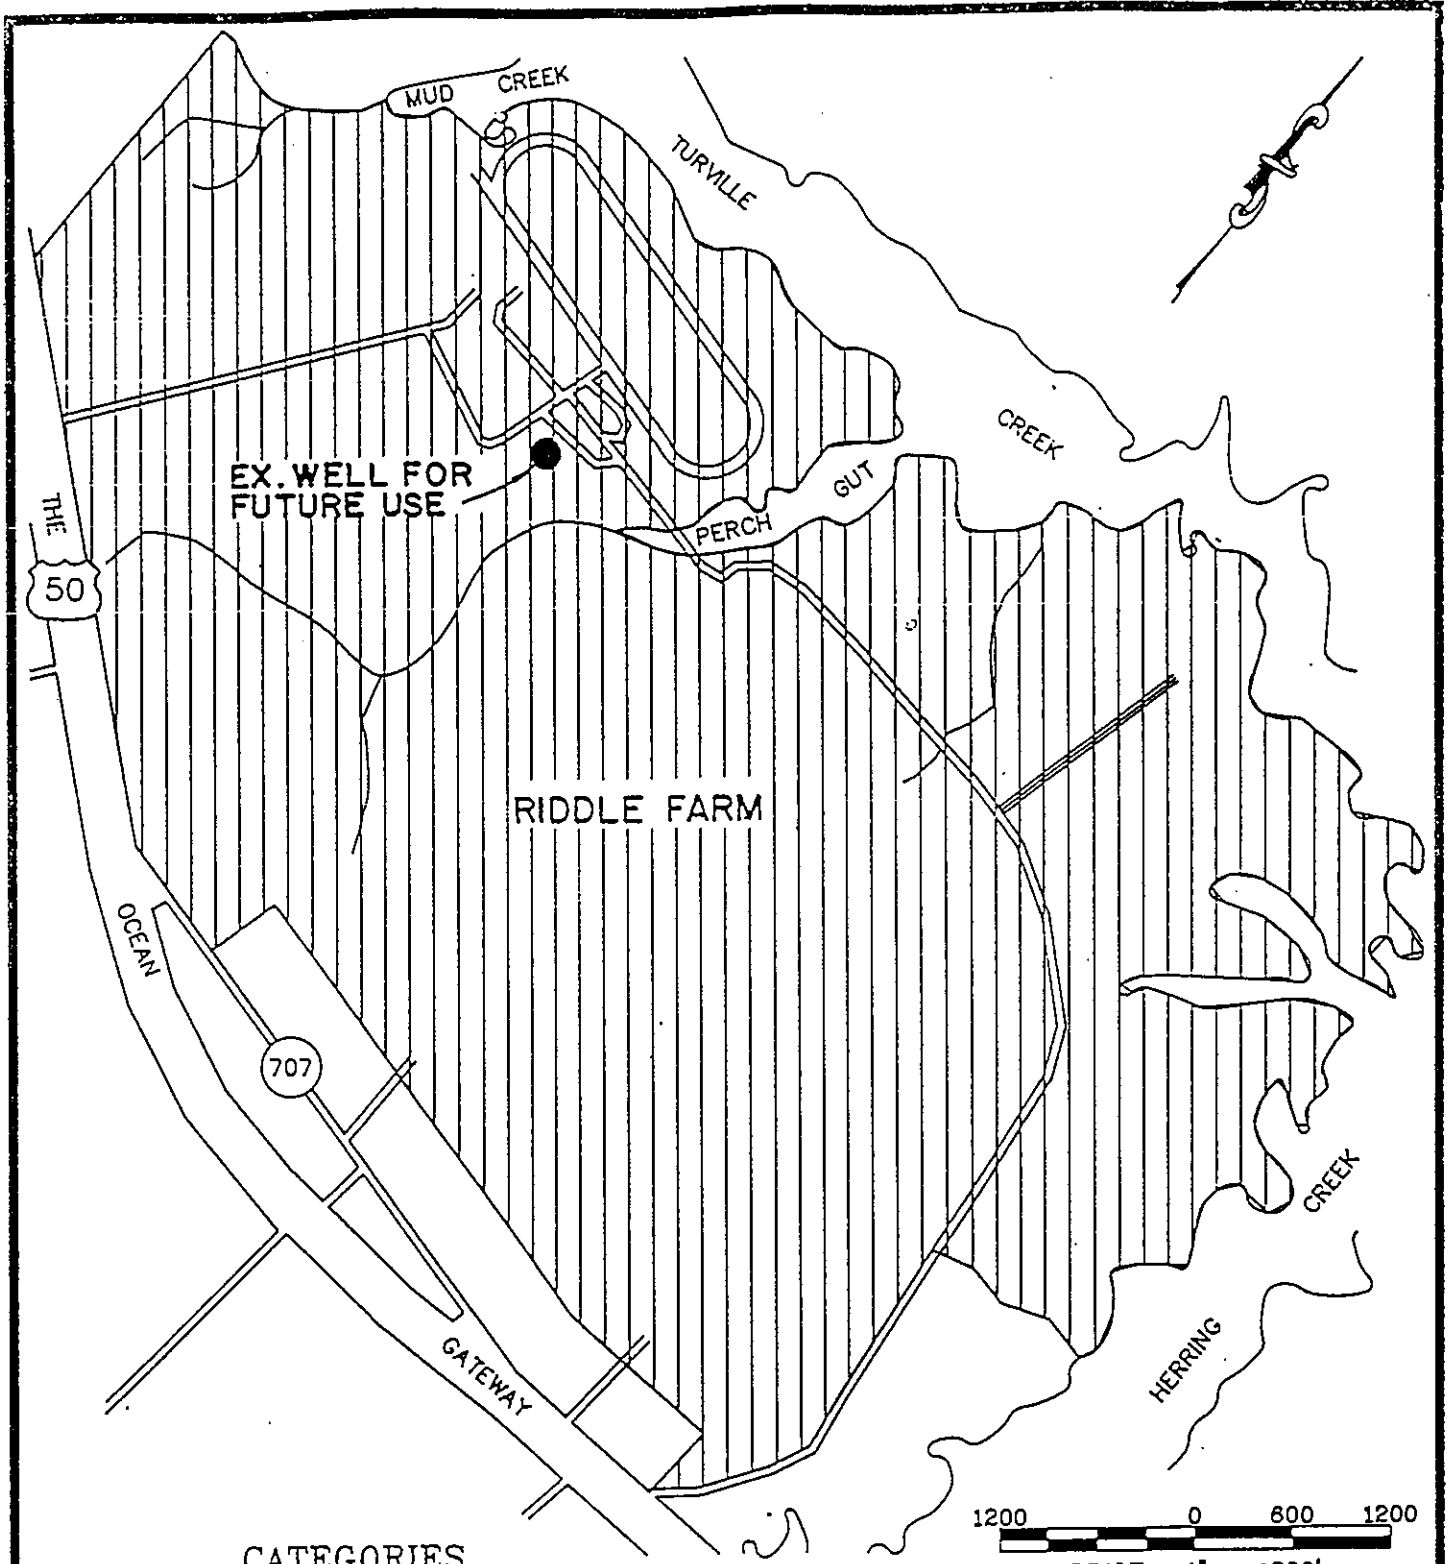 MUD CREEK
TURVILLE
CREEK
EX. WELL FOR
FUTURE USE
GUT
PERCH
THE
50
RIDDLE FARM
OCEAN
707
GATEWAY
CREEK
HERRING
1200 0 600 1200
CATEGORIES